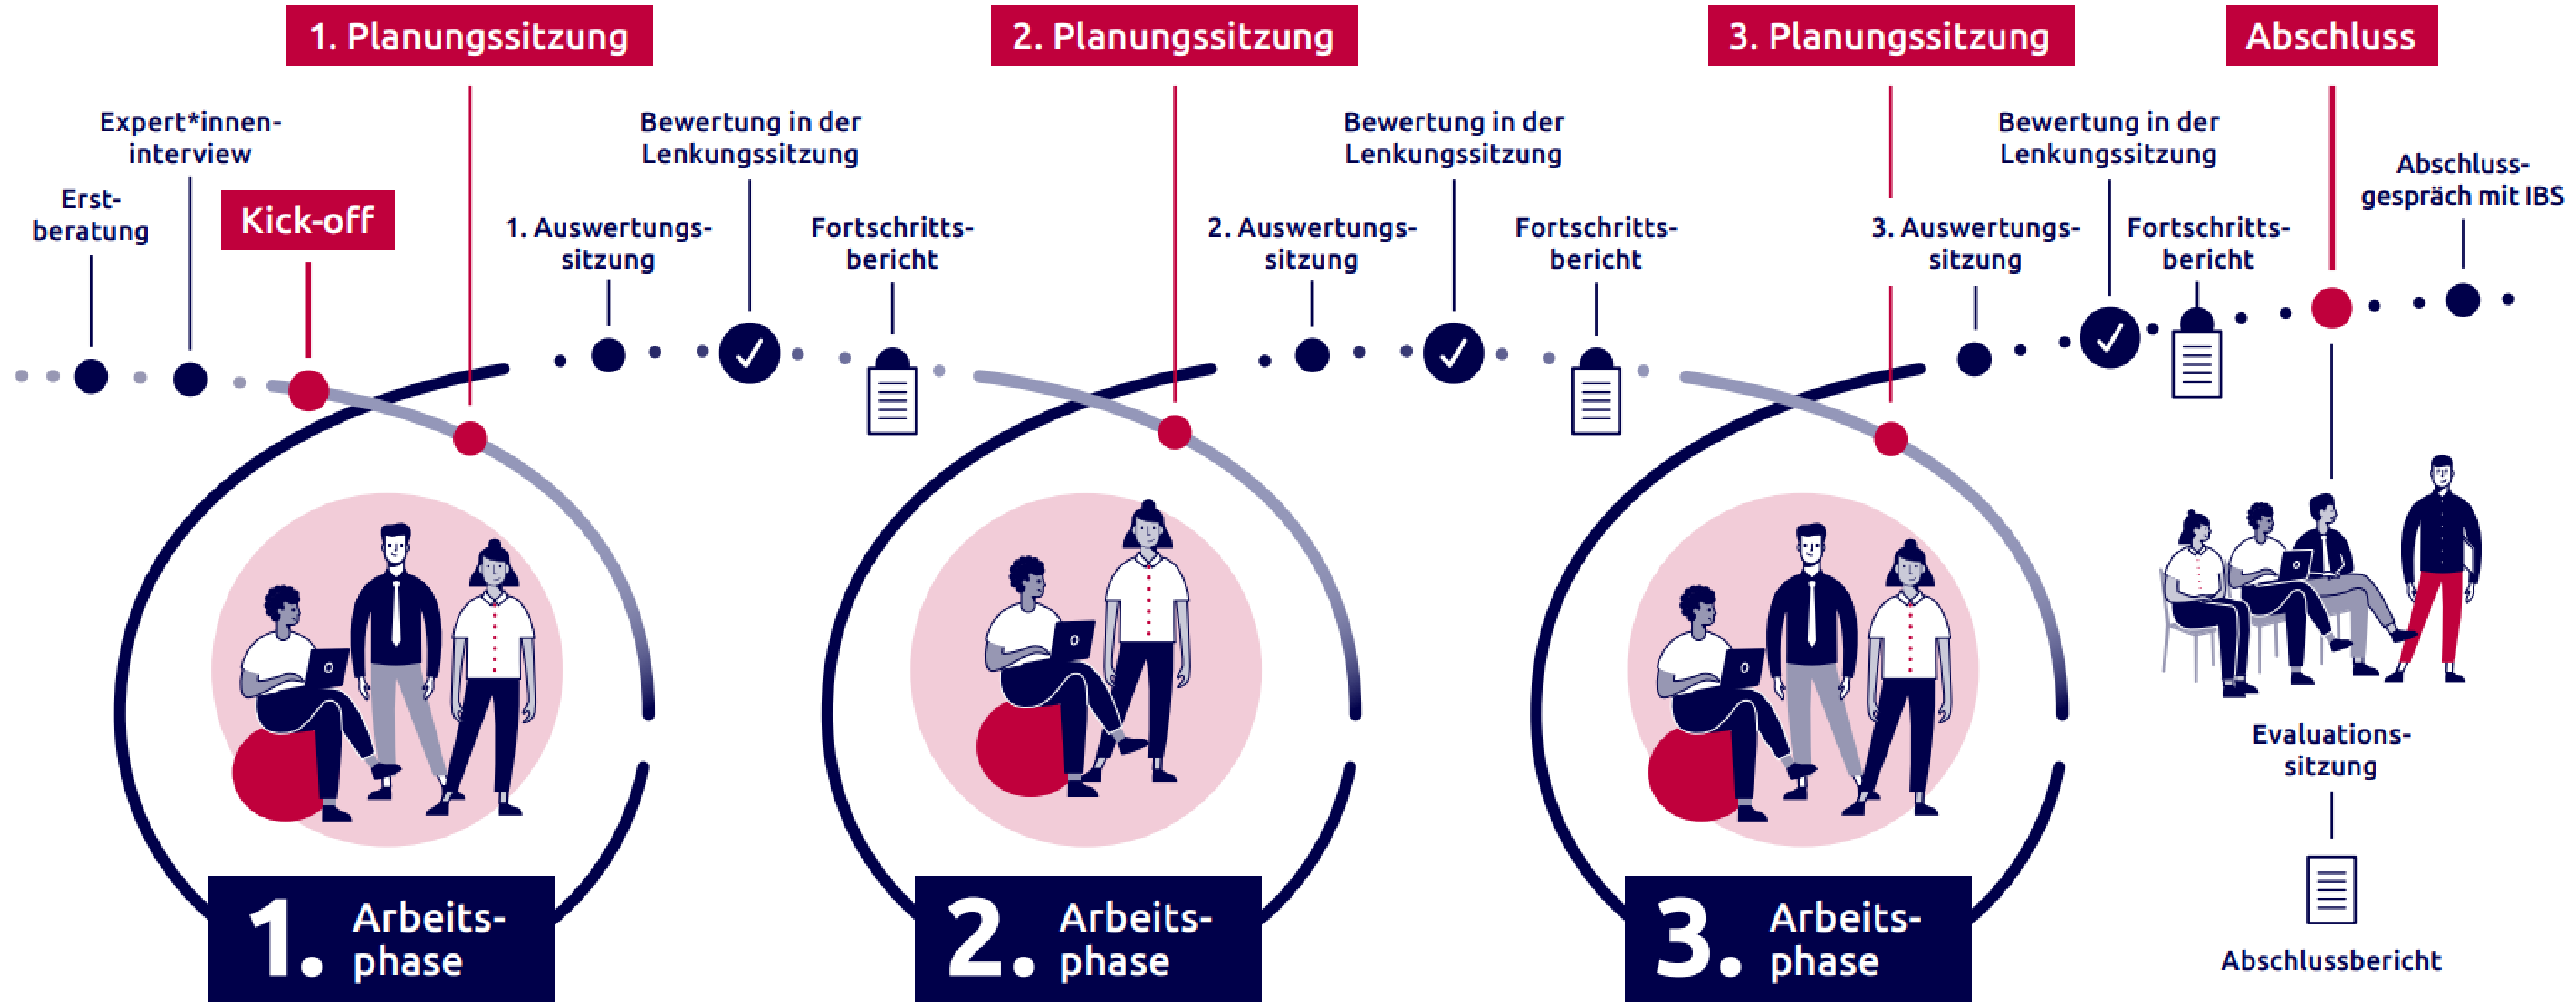 1. Planungssitzung
2. Planungssitzung
3. Planungssitzung
Abschluss
Expert*innen-
interview
Erst-
beratung
Kick-off
1. Auswertungs-
sitzung
Bewertung in der
Lenkungssitzung
Fortschritts-
bericht
2. Auswertungs-
sitzung
Bewertung in der
Lenkungssitzung
Fortschritts-
bericht
3. Auswertungs-
sitzung
Bewertung in der
Lenkungssitzung
Fortschritts-
bericht
Abschluss-
gespräch mit IBS
1. Arbeits-
phase
2. Arbeits-
phase
3. Arbeits-
phase
Evaluations-
sitzung
Abschlussbericht